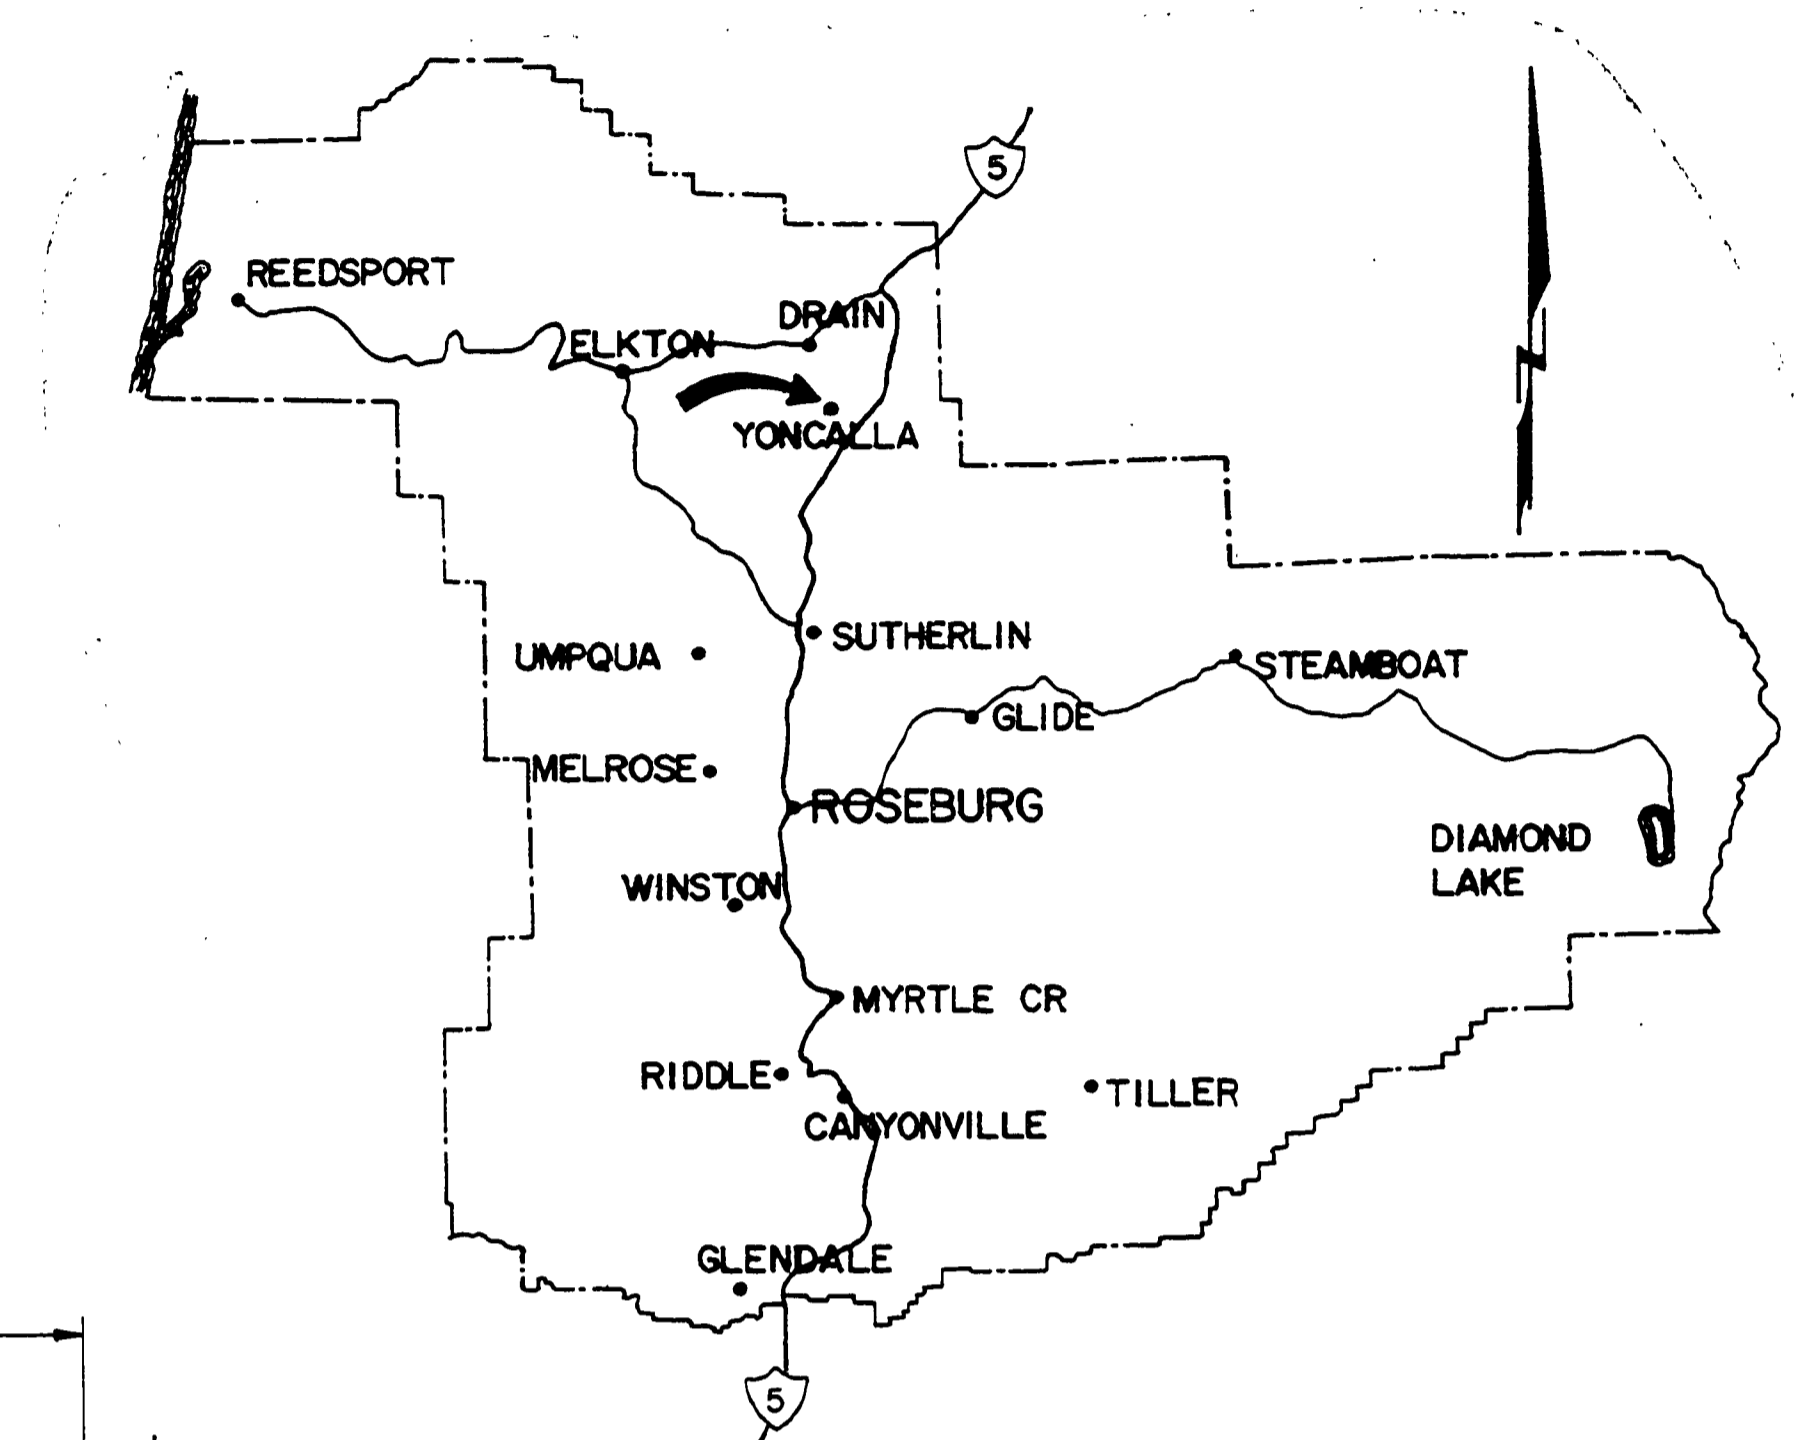 5
REEDSPORT
DRAIN
ELKTON
YONCALLA
SUTHERLIN
UMPQUA
STEAMBOAT
GLIDE
MELROSE
ROSEBURG
DIAMOND
LAKE
WINSTON
MYRTLE CR
RIDDLE
TILLER
CANYONVILLE
GLENDALE
5